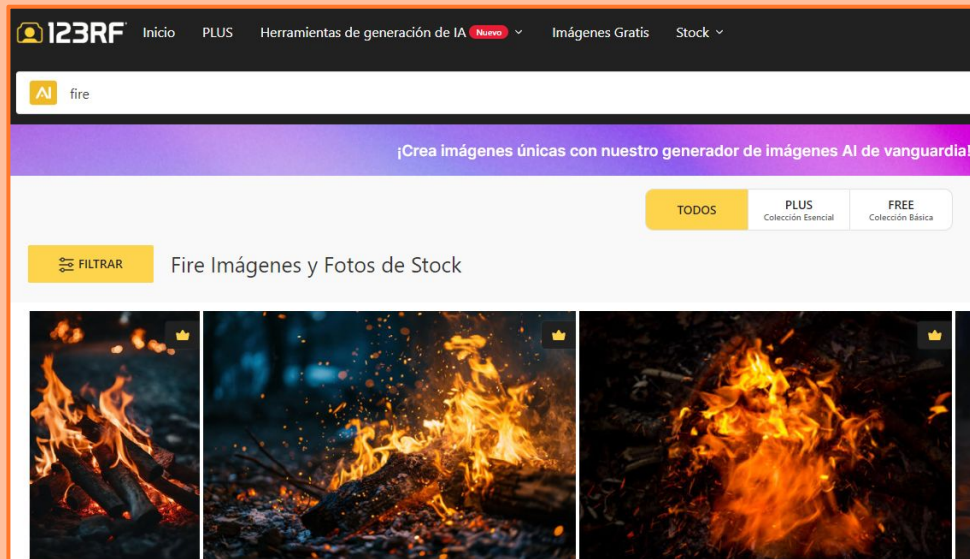 123RF Inicio PLUS Herramientas de generación de IA Nuevo Imágenes Gratis Stock
AI fire
¡Crea imágenes únicas con nuestro generador de imágenes AI de vanguardia!
TODOS PLUS FREE
Colección Esencial Colección Básica
FILTRAR Fire Imágenes y Fotos de Stock